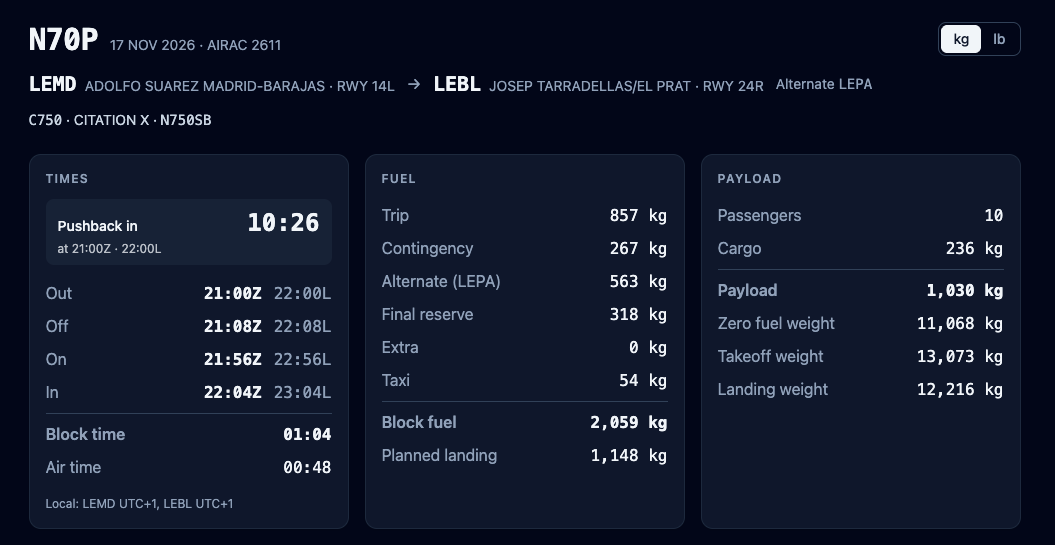 N70P 17 NOV 2026 · AIRAC 2611
kg lb
LEMD ADOLFO SUAREZ MADRID-BARAJAS · RWY 14L → LEBL JOSEP TARRADELLAS/EL PRAT · RWY 24R Alternate LEPA
C750 · CITATION X · N750SB
TIMES
Pushback in 10:26
at 21:00Z · 22:00L
Out 21:00Z 22:00L
Off 21:08Z 22:08L
On 21:56Z 22:56L
In 22:04Z 23:04L
Block time 01:04
Air time 00:48
Local: LEMD UTC+1, LEBL UTC+1
FUEL
Trip 857 kg
Contingency 267 kg
Alternate (LEPA) 563 kg
Final reserve 318 kg
Extra 0 kg
Taxi 54 kg
Block fuel 2,059 kg
Planned landing 1,148 kg
PAYLOAD
Passengers 10
Cargo 236 kg
Payload 1,030 kg
Zero fuel weight 11,068 kg
Takeoff weight 13,073 kg
Landing weight 12,216 kg